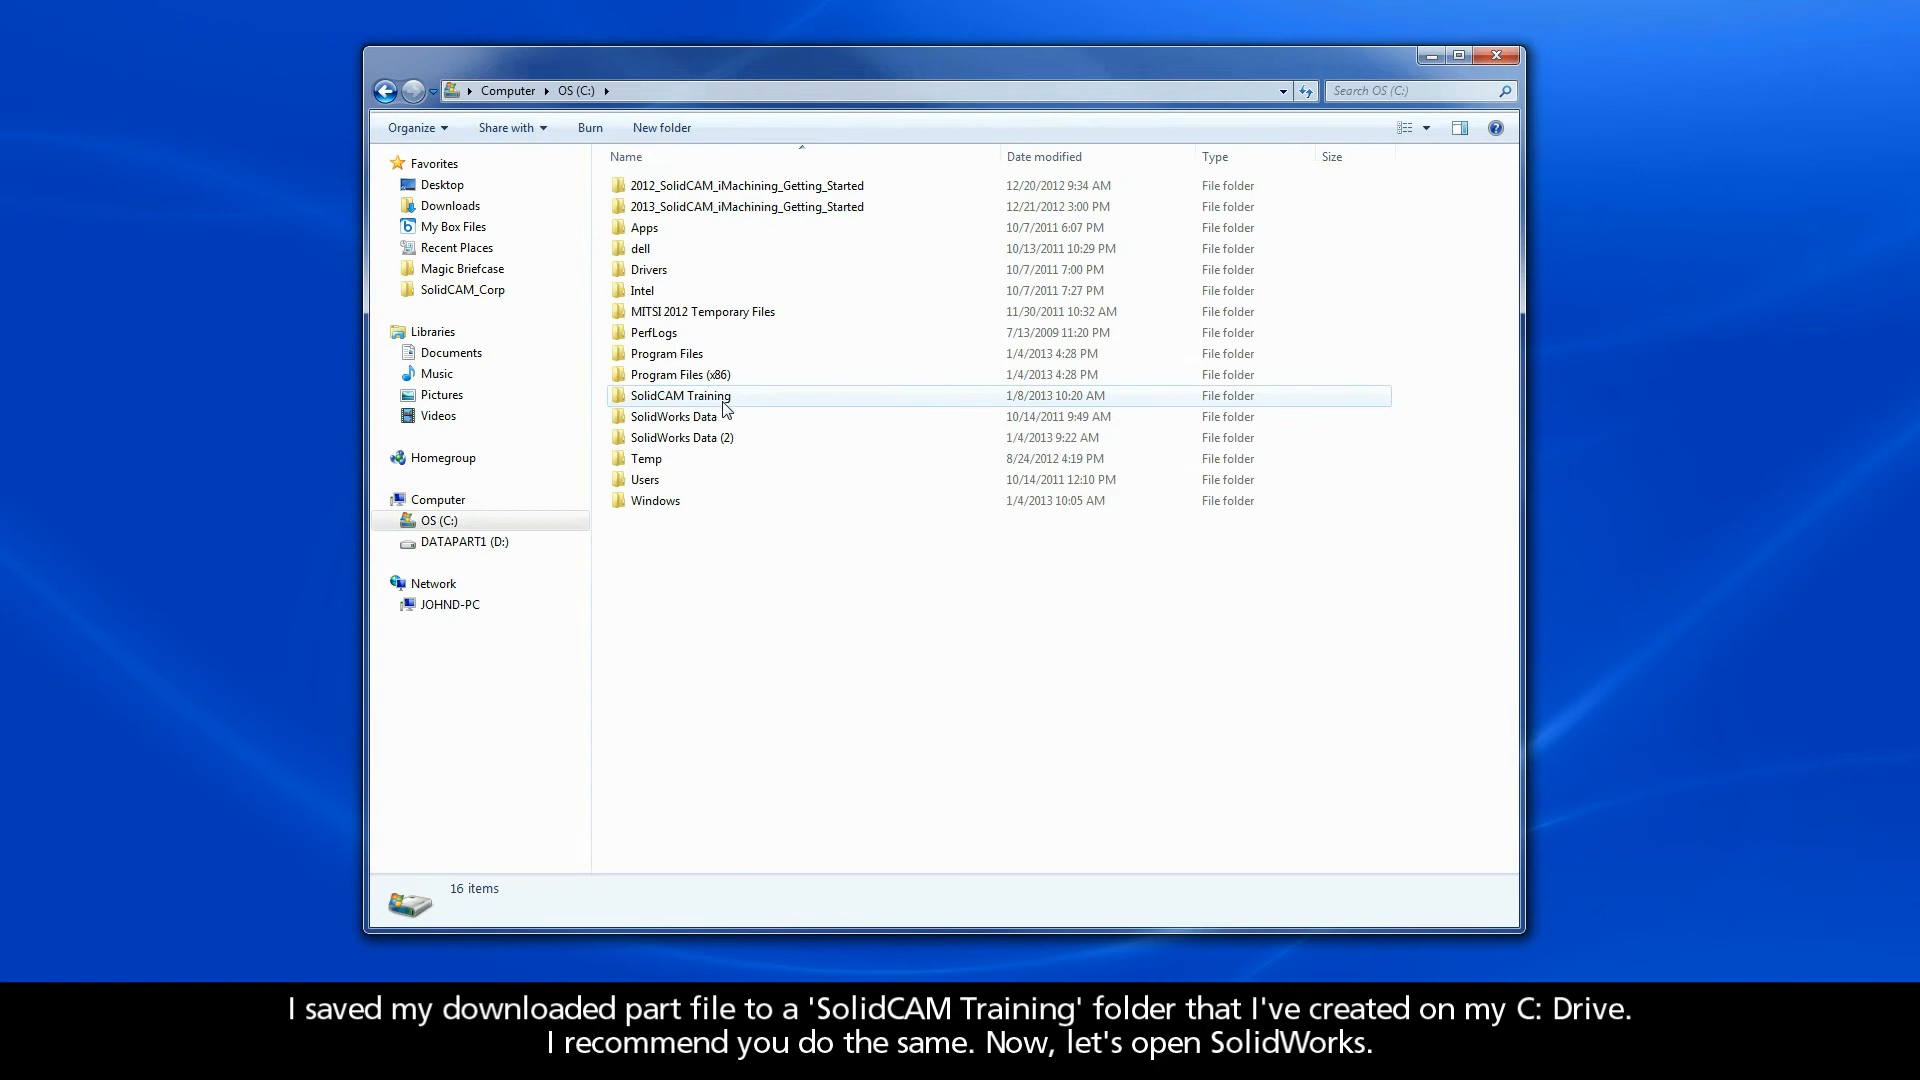 Computer OS (C:)
Search OS (C:)
Organize Share with Burn New folder
Name Date modified Type Size
Favorites
Desktop
Downloads
My Box Files
Recent Places
Magic Briefcase
SolidCAM_Corp
Libraries
Documents
Music
Pictures
Videos
Homegroup
Computer
OS (C:)
DATAPART1 (D:)
Network
JOHND-PC
2012_SolidCAM_iMachining_Getting_Started 12/20/2012 9:34 AM File folder
2013_SolidCAM_iMachining_Getting_Started 12/21/2012 3:00 PM File folder
Apps 10/7/2011 6:07 PM File folder
dell 10/13/2011 10:29 PM File folder
Drivers 10/7/2011 7:00 PM File folder
Intel 10/7/2011 7:27 PM File folder
MITSI 2012 Temporary Files 11/30/2011 10:32 AM File folder
PerfLogs 7/13/2009 11:20 PM File folder
Program Files 1/4/2013 4:28 PM File folder
Program Files (x86) 1/4/2013 4:28 PM File folder
SolidCAM Training 1/8/2013 10:20 AM File folder
SolidWorks Data 10/14/2011 9:49 AM File folder
SolidWorks Data (2) 1/4/2013 9:22 AM File folder
Temp 8/24/2012 4:19 PM File folder
Users 10/14/2011 12:10 PM File folder
Windows 1/4/2013 10:05 AM File folder
16 items
I saved my downloaded part file to a 'SolidCAM Training' folder that I've created on my C: Drive.
I recommend you do the same. Now, let's open SolidWorks.